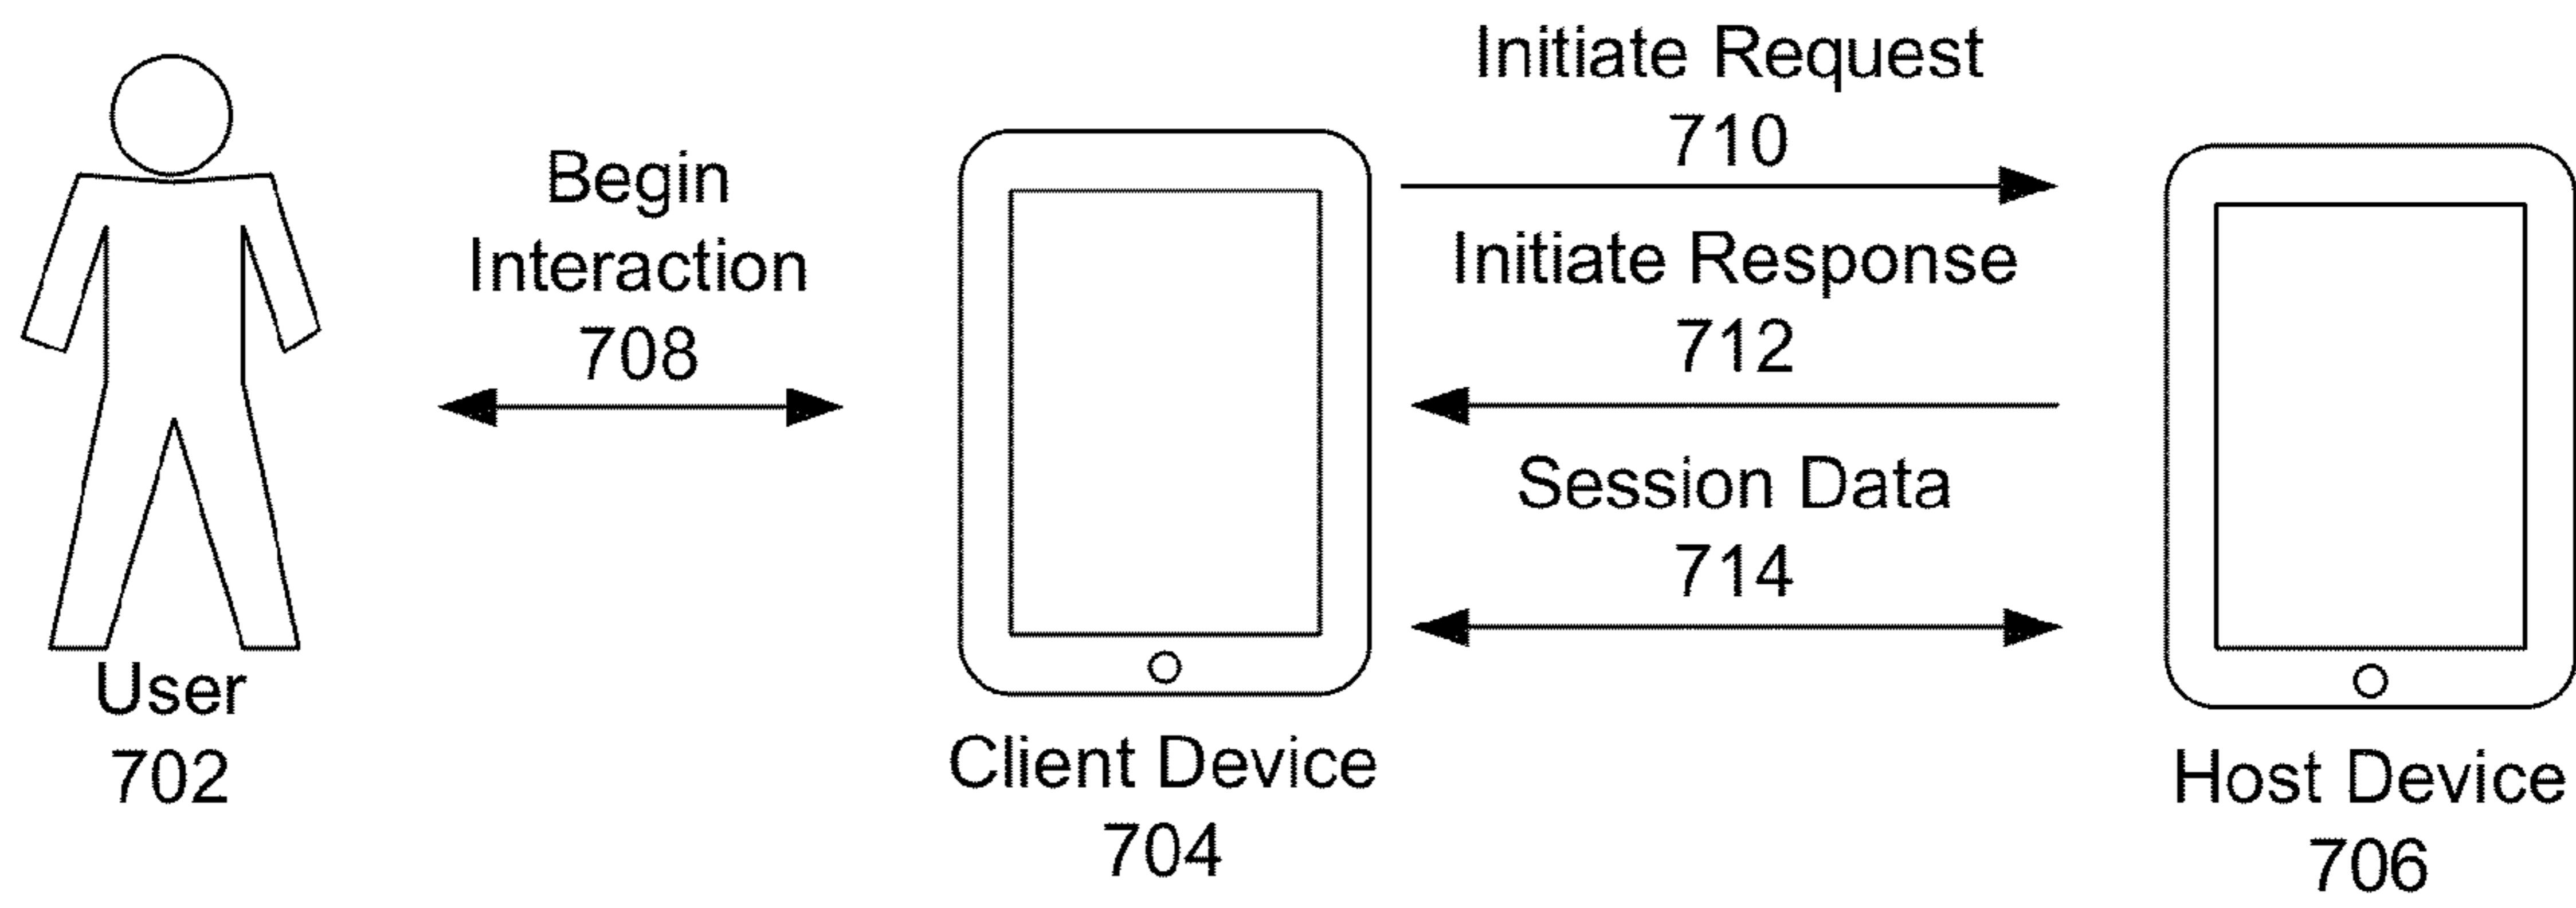 Begin
Interaction
708
Initiate Request
710
Initiate Response
712
Session Data
714
User
702
Client Device
704
Host Device
706